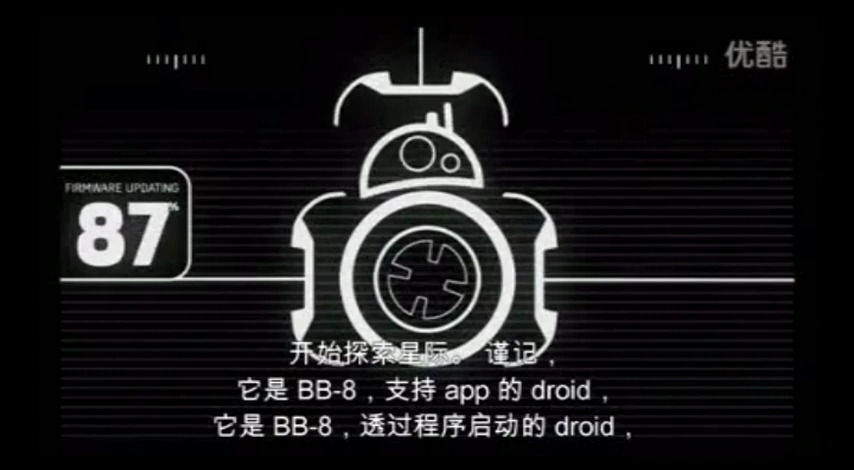 优酷
FIRMWARE UPDATING
87%
开始探索星际。 谨记，
它是 BB-8，支持 app 的 droid，
它是 BB-8，透过程序启动的 droid，